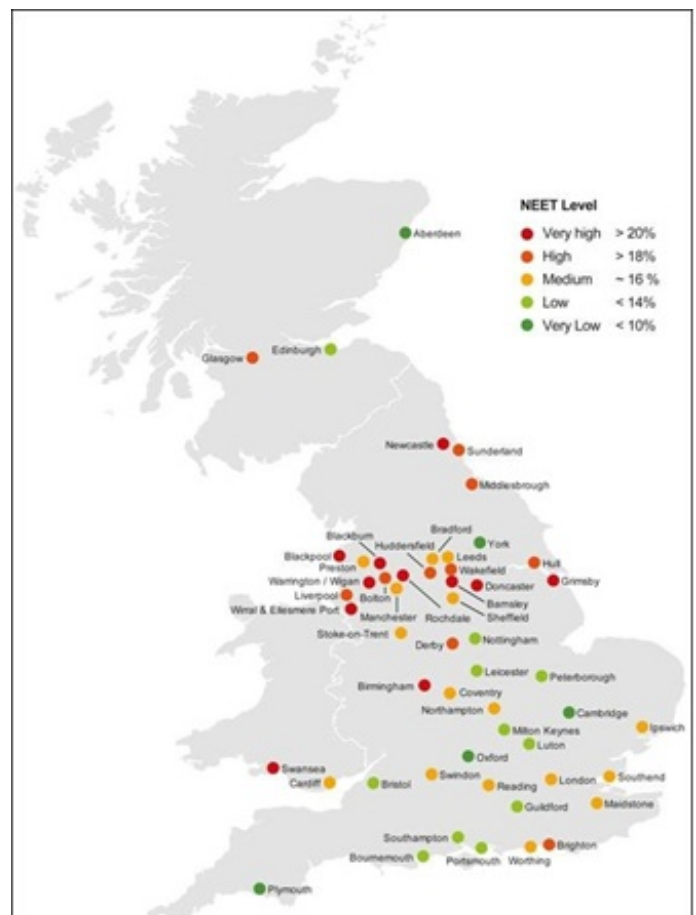 NEET Level
Very high > 20%
High > 18%
Medium ~ 16 %
Low < 14%
Very Low < 10%
Aberdeen
Edinburgh
Glasgow
Newcastle
Sunderland
Middlesbrough
Bradford
Blackburn
Huddersfield
York
Blackpool
Leeds
Preston
Wakefield
Hull
Warrington / Wigan
Doncaster
Grimsby
Liverpool
Bolton
Barnsley
Wirral & Ellesmere Port
Manchester
Rochdale
Sheffield
Stoke-on-Trent
Nottingham
Derby
Leicester
Peterborough
Birmingham
Coventry
Northampton
Cambridge
Ipswich
Milton Keynes
Luton
Oxford
Swansea
Cardiff
Bristol
Swindon
Reading
London
Southend
Guildford
Maidstone
Southampton
Bournemouth
Portsmouth
Worthing
Brighton
Plymouth